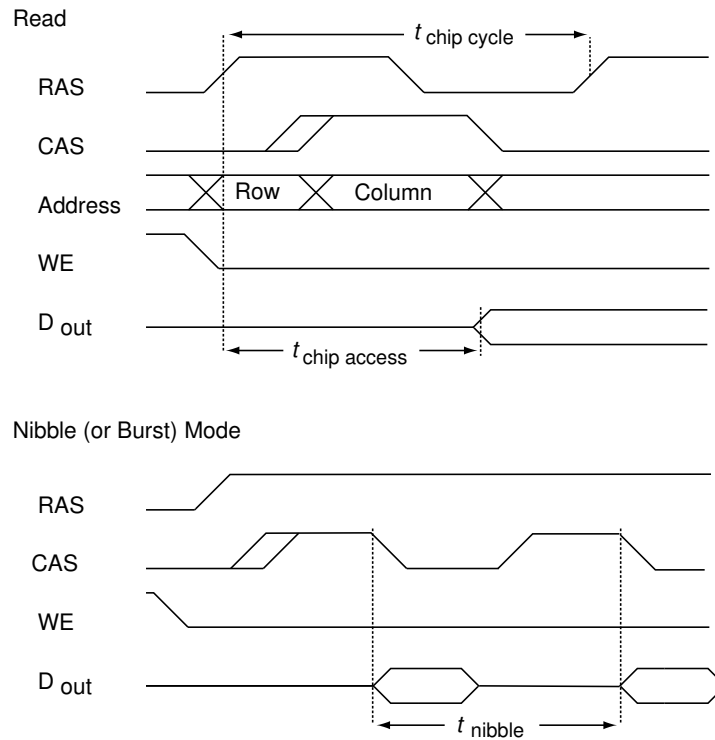 Read
t chip cycle
RAS
CAS
Address
Row
Column
WE
D out
t chip access
Nibble (or Burst) Mode
RAS
CAS
WE
D out
t nibble